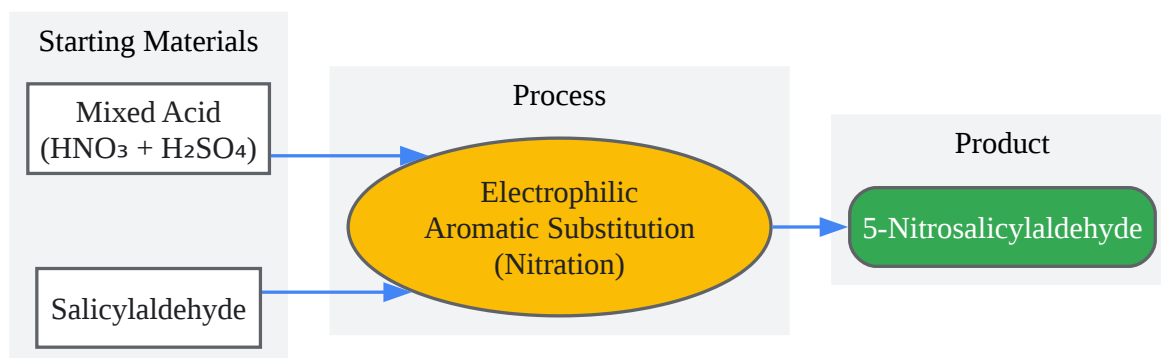 Starting Materials
Mixed Acid
(HNO₃ + H₂SO₄)
Salicylaldehyde
Process
Electrophilic
Aromatic Substitution
(Nitration)
Product
5-Nitrosalicylaldehyde